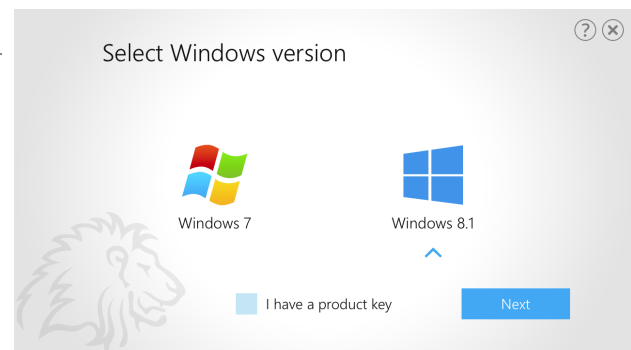 Select Windows version
?
Windows 7
Windows 8.1
I have a product key
Next